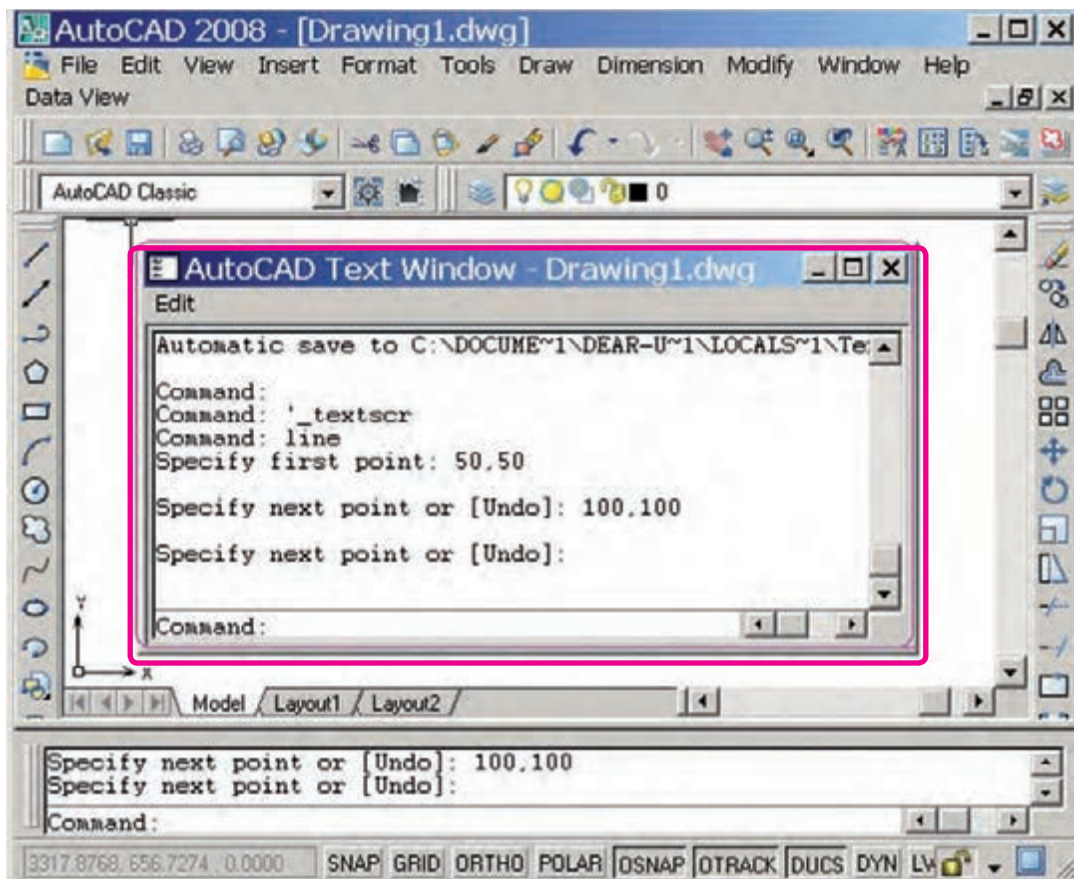 AutoCAD 2008 - [Drawing1.dwg]
File Edit View Insert Format Tools Draw Dimension Modify Window Help
Data View
AutoCAD Classic
0
AutoCAD Text Window - Drawing1.dwg
Edit
Automatic save to C:\DOCUME~1\DEAR-U~1\LOCALS~1\Te
Command:
Command: '_textscr
Command: line
Specify first point: 50,50
Specify next point or [Undo]: 100,100
Specify next point or [Undo]:
Command:
Y
X
Model Layout1 Layout2
Specify next point or [Undo]: 100,100
Specify next point or [Undo]:
Command:
3317.8768, 656.7274, 0.0000 SNAP GRID ORTHO POLAR OSNAP OTRACK DUCS DYN LW